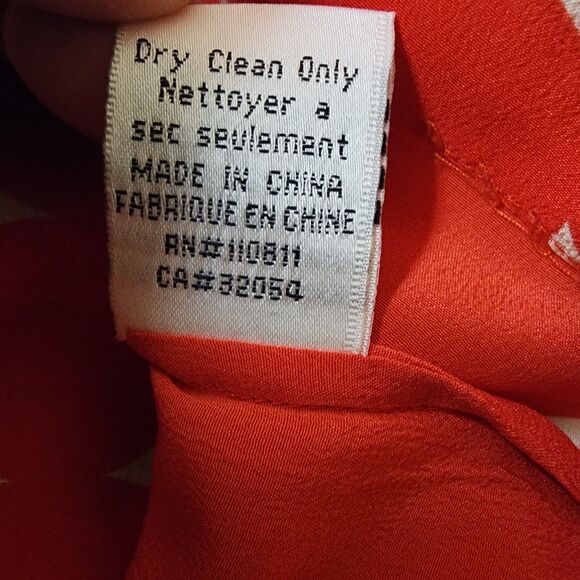 Dry Clean Only
Nettoyer a
sec seulement
MADE IN CHINA
FABRIQUE EN CHINE
RN#110811
CA#32054